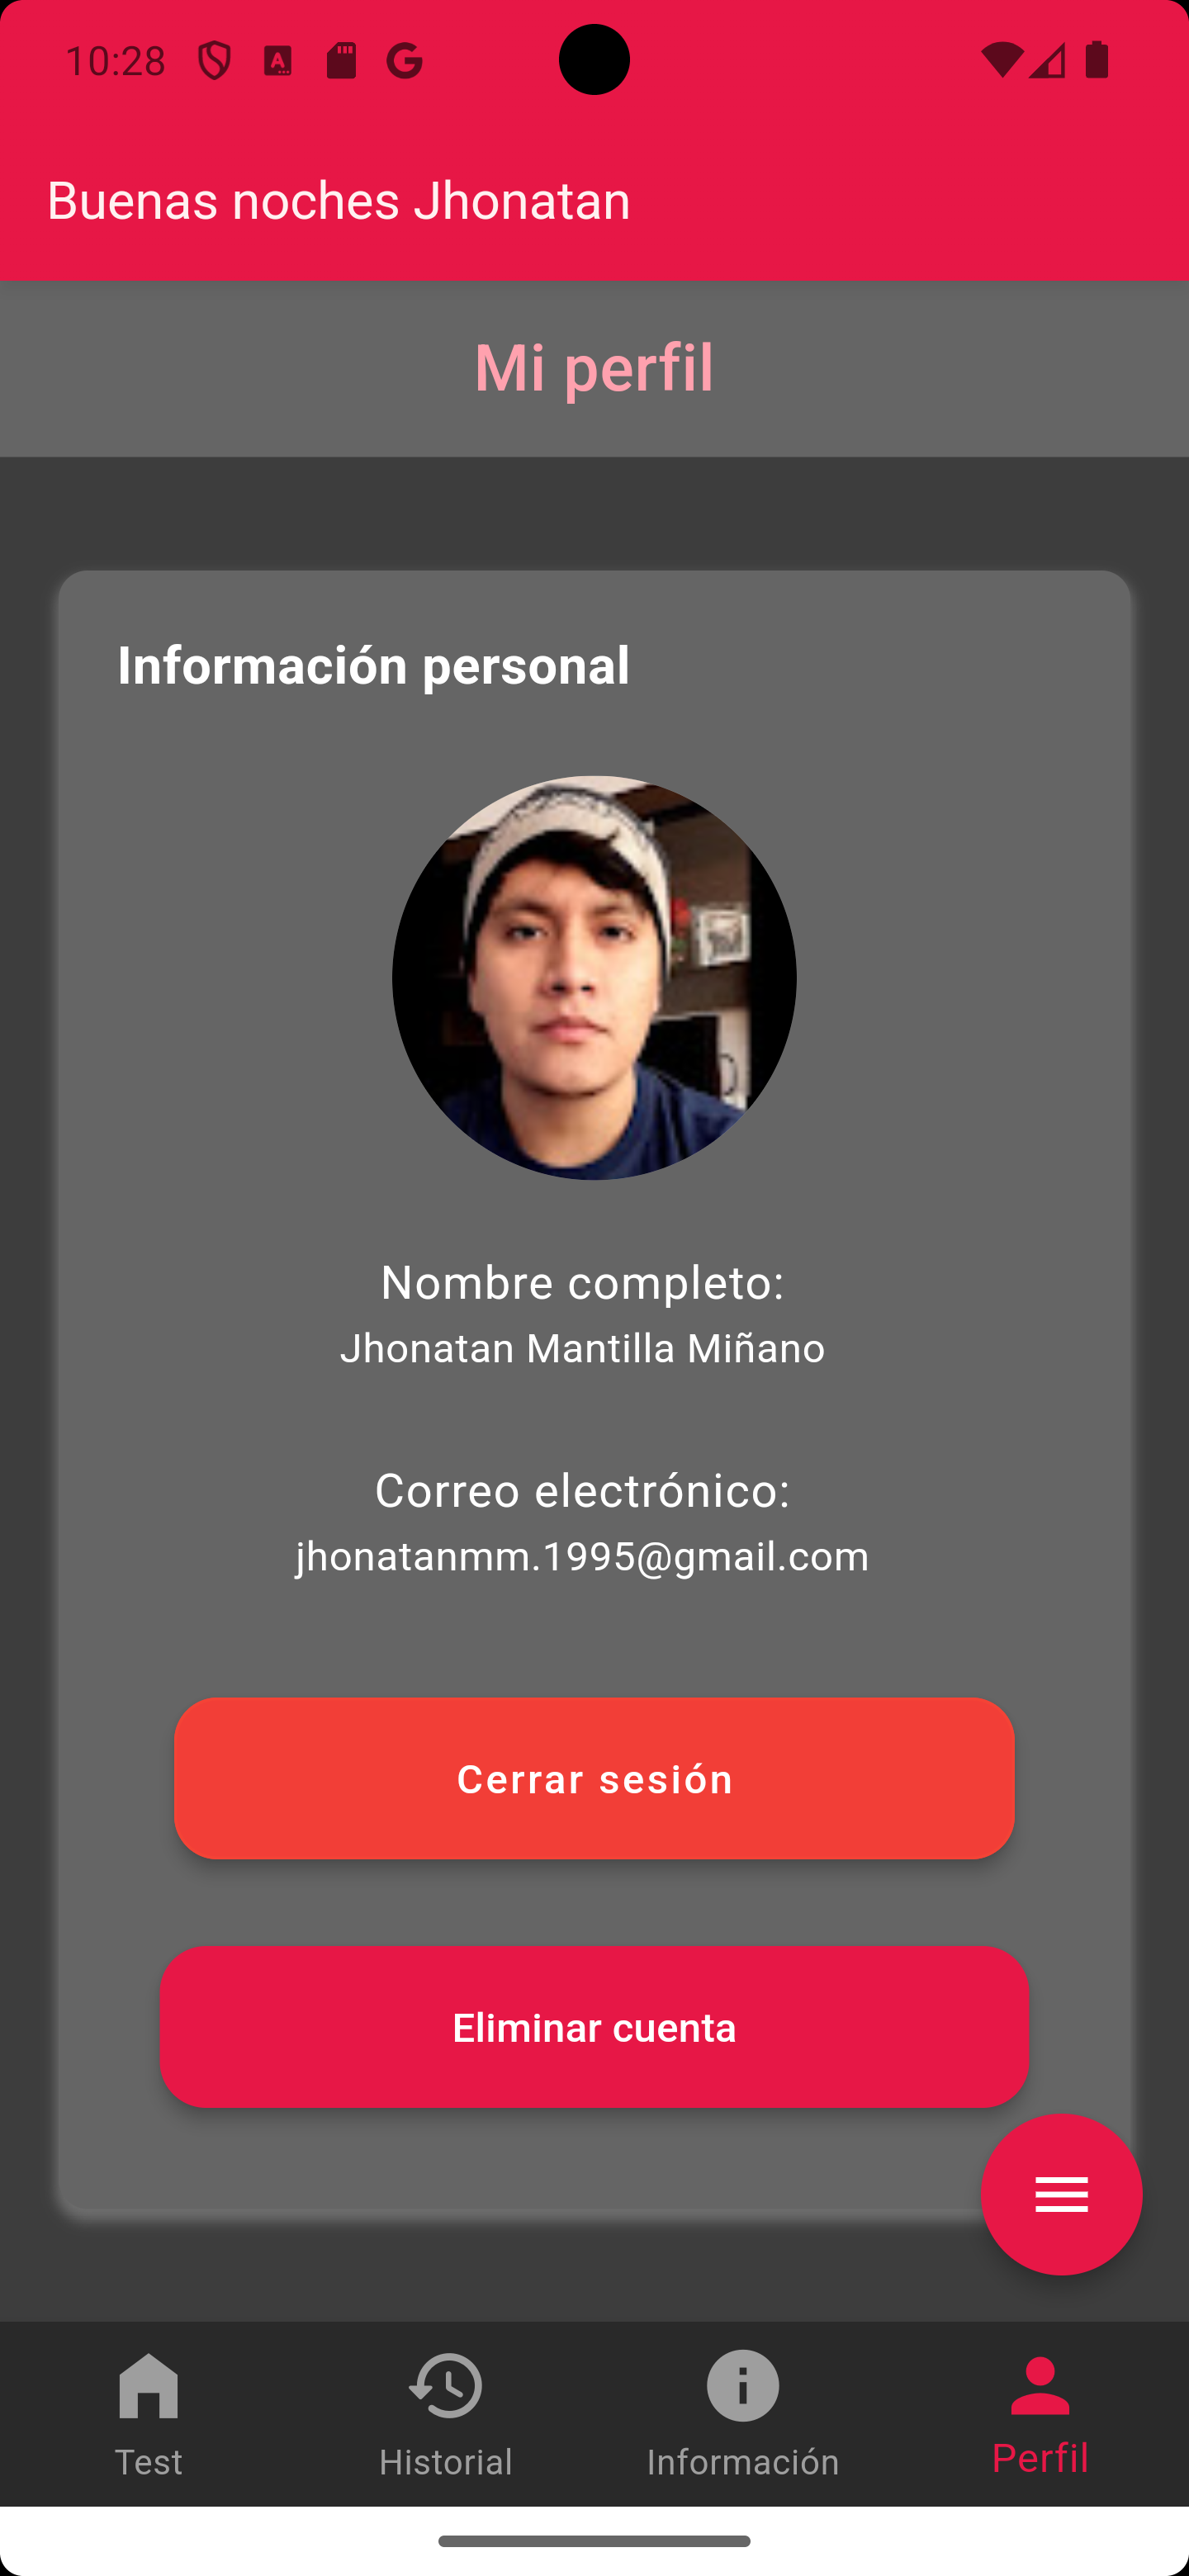 10:28
Buenas noches Jhonatan
Mi perfil
Información personal
Nombre completo:
Jhonatan Mantilla Miñano
Correo electrónico:
jhonatanmm.1995@gmail.com
Cerrar sesión
Eliminar cuenta
Test
Historial
Información
Perfil